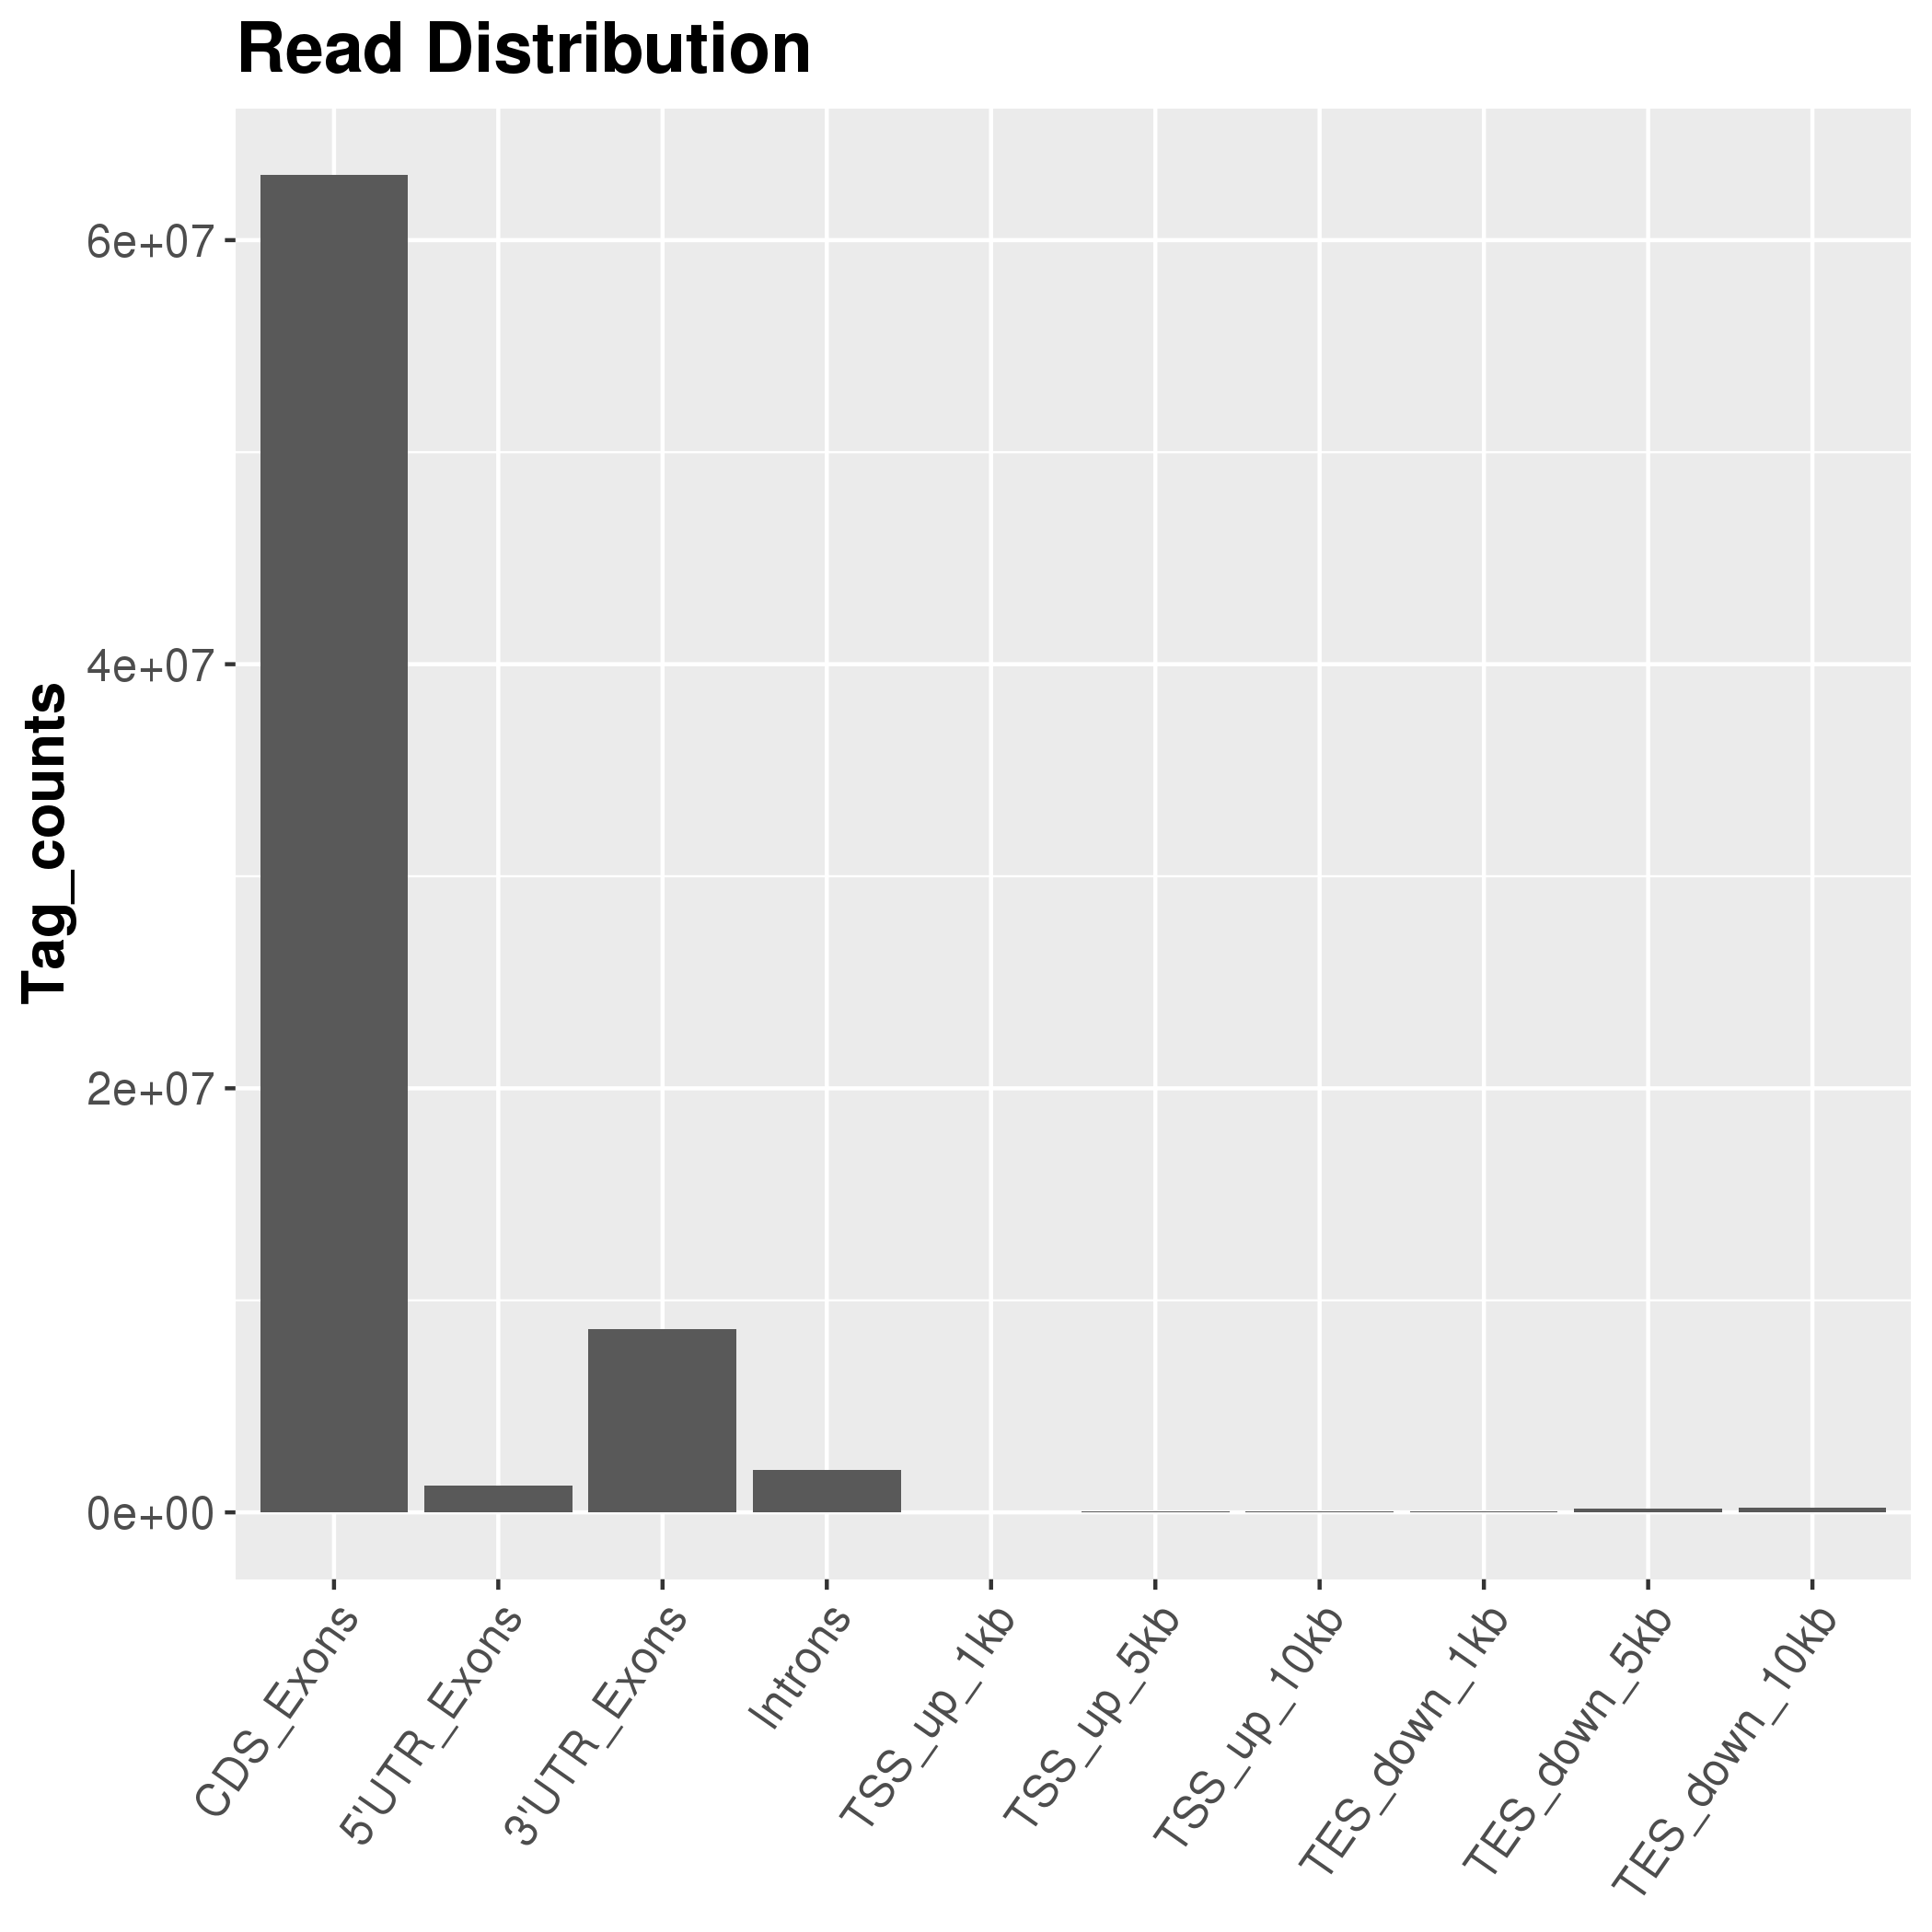 Read Distribution
Tag_counts
6e+07
4e+07
2e+07
0e+00
CDS_Exons
5'UTR_Exons
3'UTR_Exons
Introns
TSS_up_1kb
TSS_up_5kb
TSS_up_10kb
TES_down_1kb
TES_down_5kb
TES_down_10kb